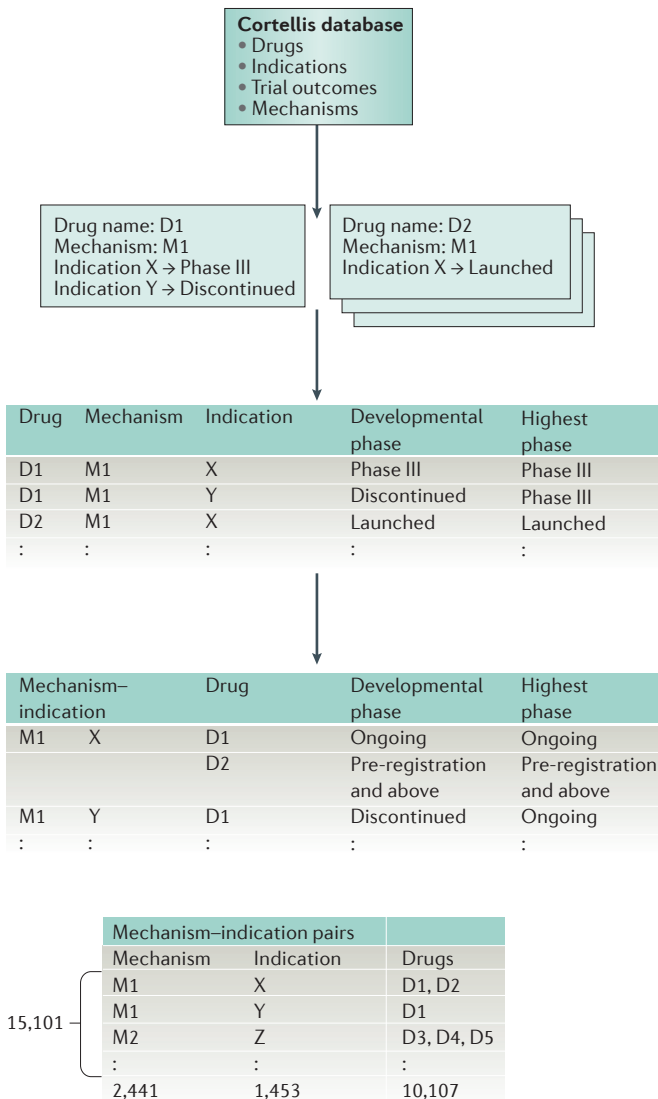 Cortellis database
• Drugs
• Indications
• Trial outcomes
• Mechanisms
Drug name: D1
Mechanism: M1
Indication X → Phase III
Indication Y → Discontinued
Drug name: D2
Mechanism: M1
Indication X → Launched
Drug Mechanism Indication Developmental phase Highest phase
D1 M1 X Phase III Phase III
D1 M1 Y Discontinued Phase III
D2 M1 X Launched Launched
: : : : :
Mechanism–indication Drug Developmental phase Highest phase
M1 X D1 Ongoing Ongoing
D2 Pre-registration and above Pre-registration and above
M1 Y D1 Discontinued Ongoing
: : : : :
Mechanism–indication pairs
Mechanism Indication Drugs
M1 X D1, D2
M1 Y D1
15,101
M2 Z D3, D4, D5
: : :
2,441 1,453 10,107